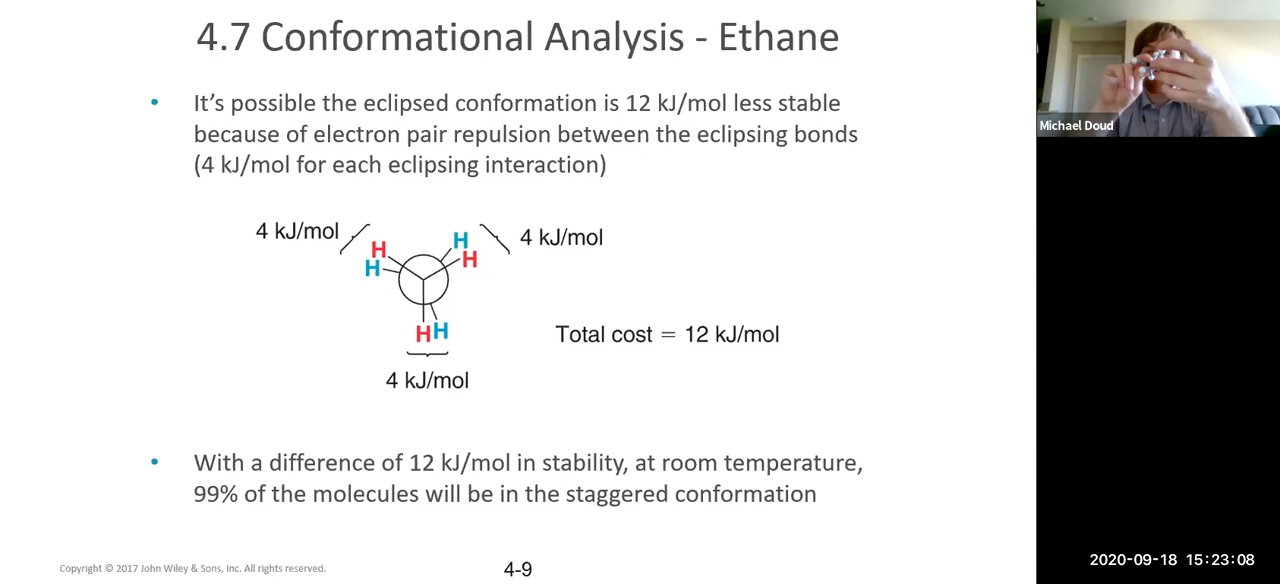 4.7 Conformational Analysis - Ethane
• It’s possible the eclipsed conformation is 12 kJ/mol less stable
because of electron pair repulsion between the eclipsing bonds
(4 kJ/mol for each eclipsing interaction)
4 kJ/mol
H
H
H
H
4 kJ/mol
HH
Total cost = 12 kJ/mol
4 kJ/mol
• With a difference of 12 kJ/mol in stability, at room temperature,
99% of the molecules will be in the staggered conformation
Copyright © 2017 John Wiley & Sons, Inc. All rights reserved.
4-9
Michael Doud
2020-09-18 15:23:08